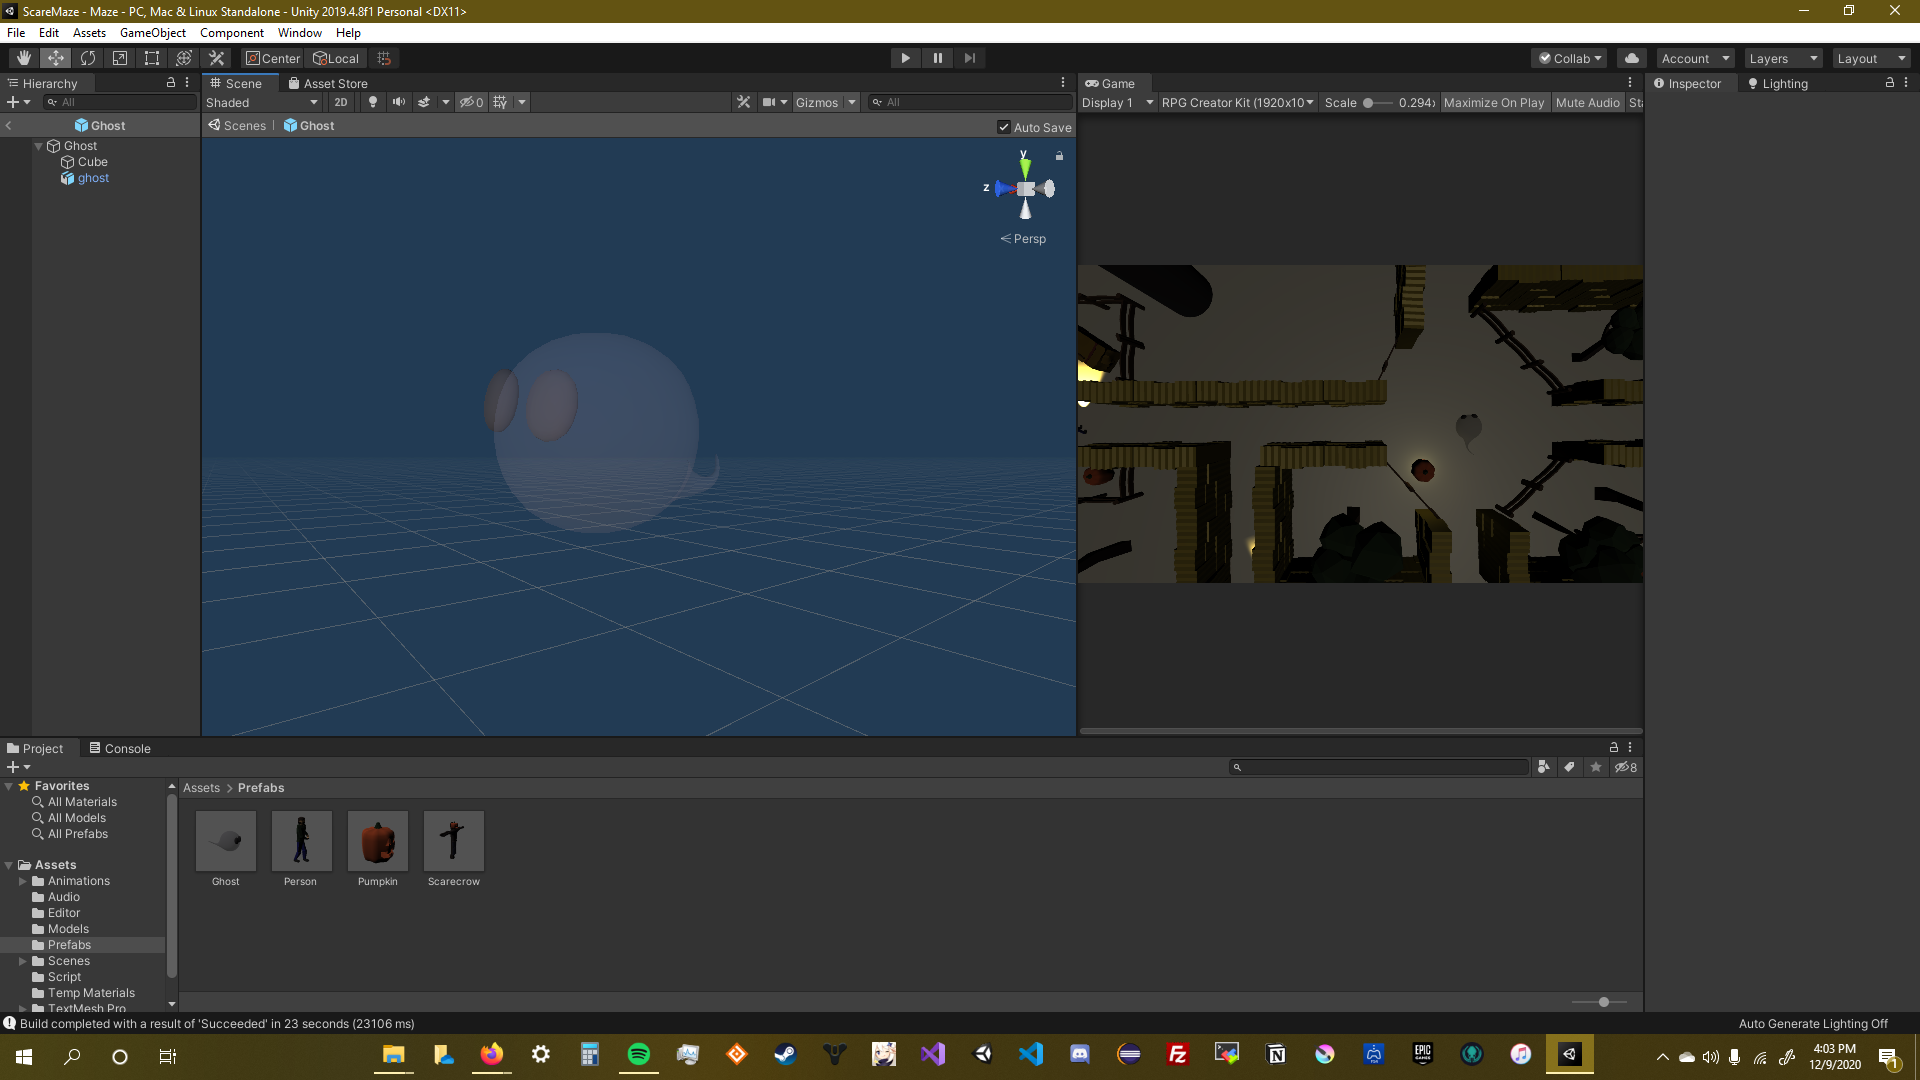 ScareMaze - Maze - PC, Mac & Linux Standalone - Unity 2019.4.8f1 Personal <DX11>
File Edit Assets GameObject Component Window Help
Center Local Collab Account Layers Layout
Hierarchy
All
Ghost
Ghost
Cube
ghost
Scene Asset Store
Shaded 2D 0 Gizmos All
Scenes Ghost Auto Save
y
z
Persp
Game
Display 1 RPG Creator Kit (1920x10 Scale 0.294x Maximize On Play Mute Audio Sta
Inspector Lighting
Project Console
8
Favorites
All Materials
All Models
All Prefabs
Assets
Animations
Audio
Editor
Models
Prefabs
Scenes
Script
Temp Materials
TextMesh Pro
Assets > Prefabs
Ghost Person Pumpkin Scarecrow
Build completed with a result of 'Succeeded' in 23 seconds (23106 ms)
Auto Generate Lighting Off
EPIC GAMES
4:03 PM
12/9/2020
1